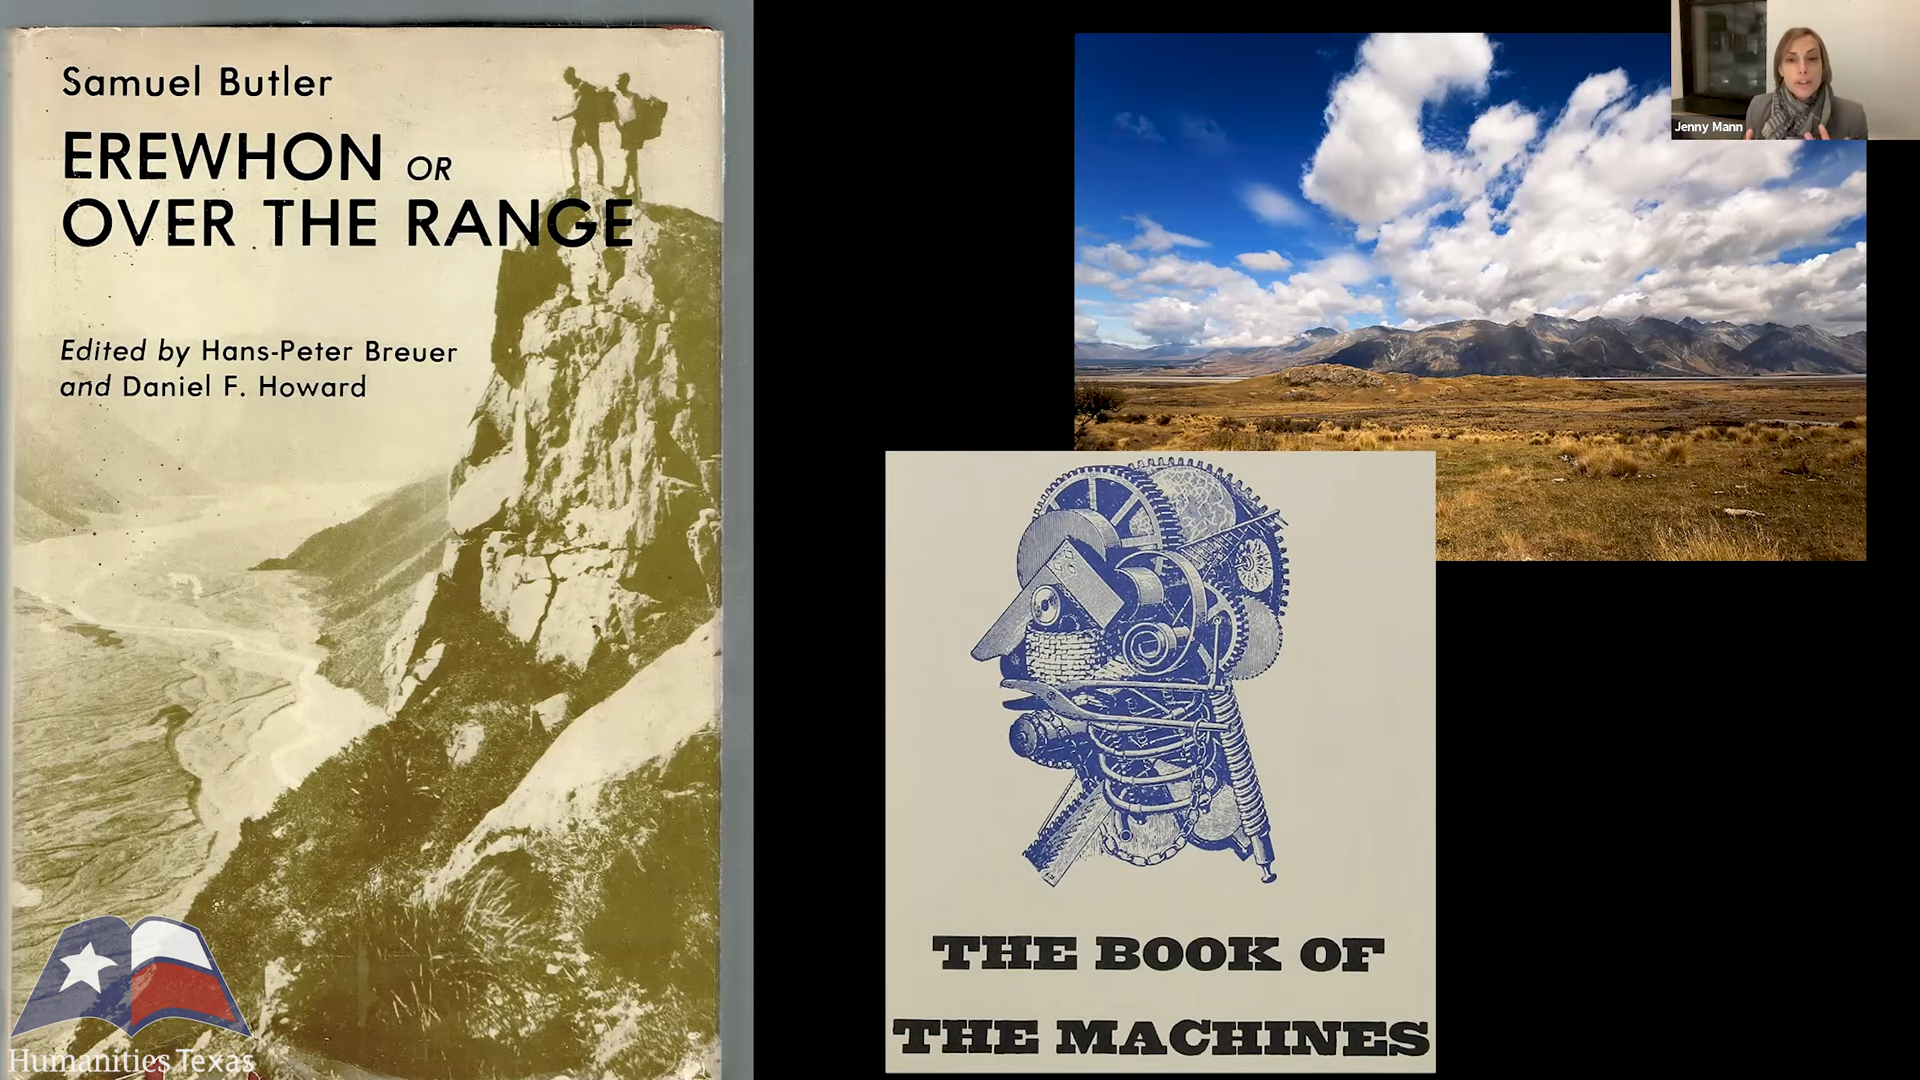 Samuel Butler
EREWHON OR
OVER THE RANGE
Edited by Hans-Peter Breuer
and Daniel F. Howard
Humanities Texas
Jenny Mann
THE BOOK OF
THE MACHINES